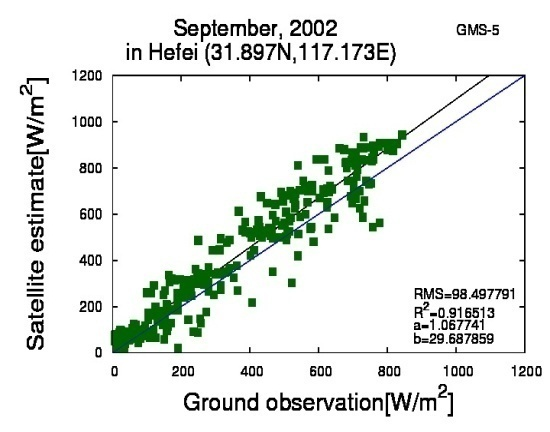 September, 2002
in Hefei (31.897N,117.173E)
GMS-5
Satellite estimate[W/m²]
1200
1000
800
600
400
200
0
RMS=98.497791
R²=0.916513
a=1.067741
b=29.687859
0 200 400 600 800 1000 1200
Ground observation[W/m²]